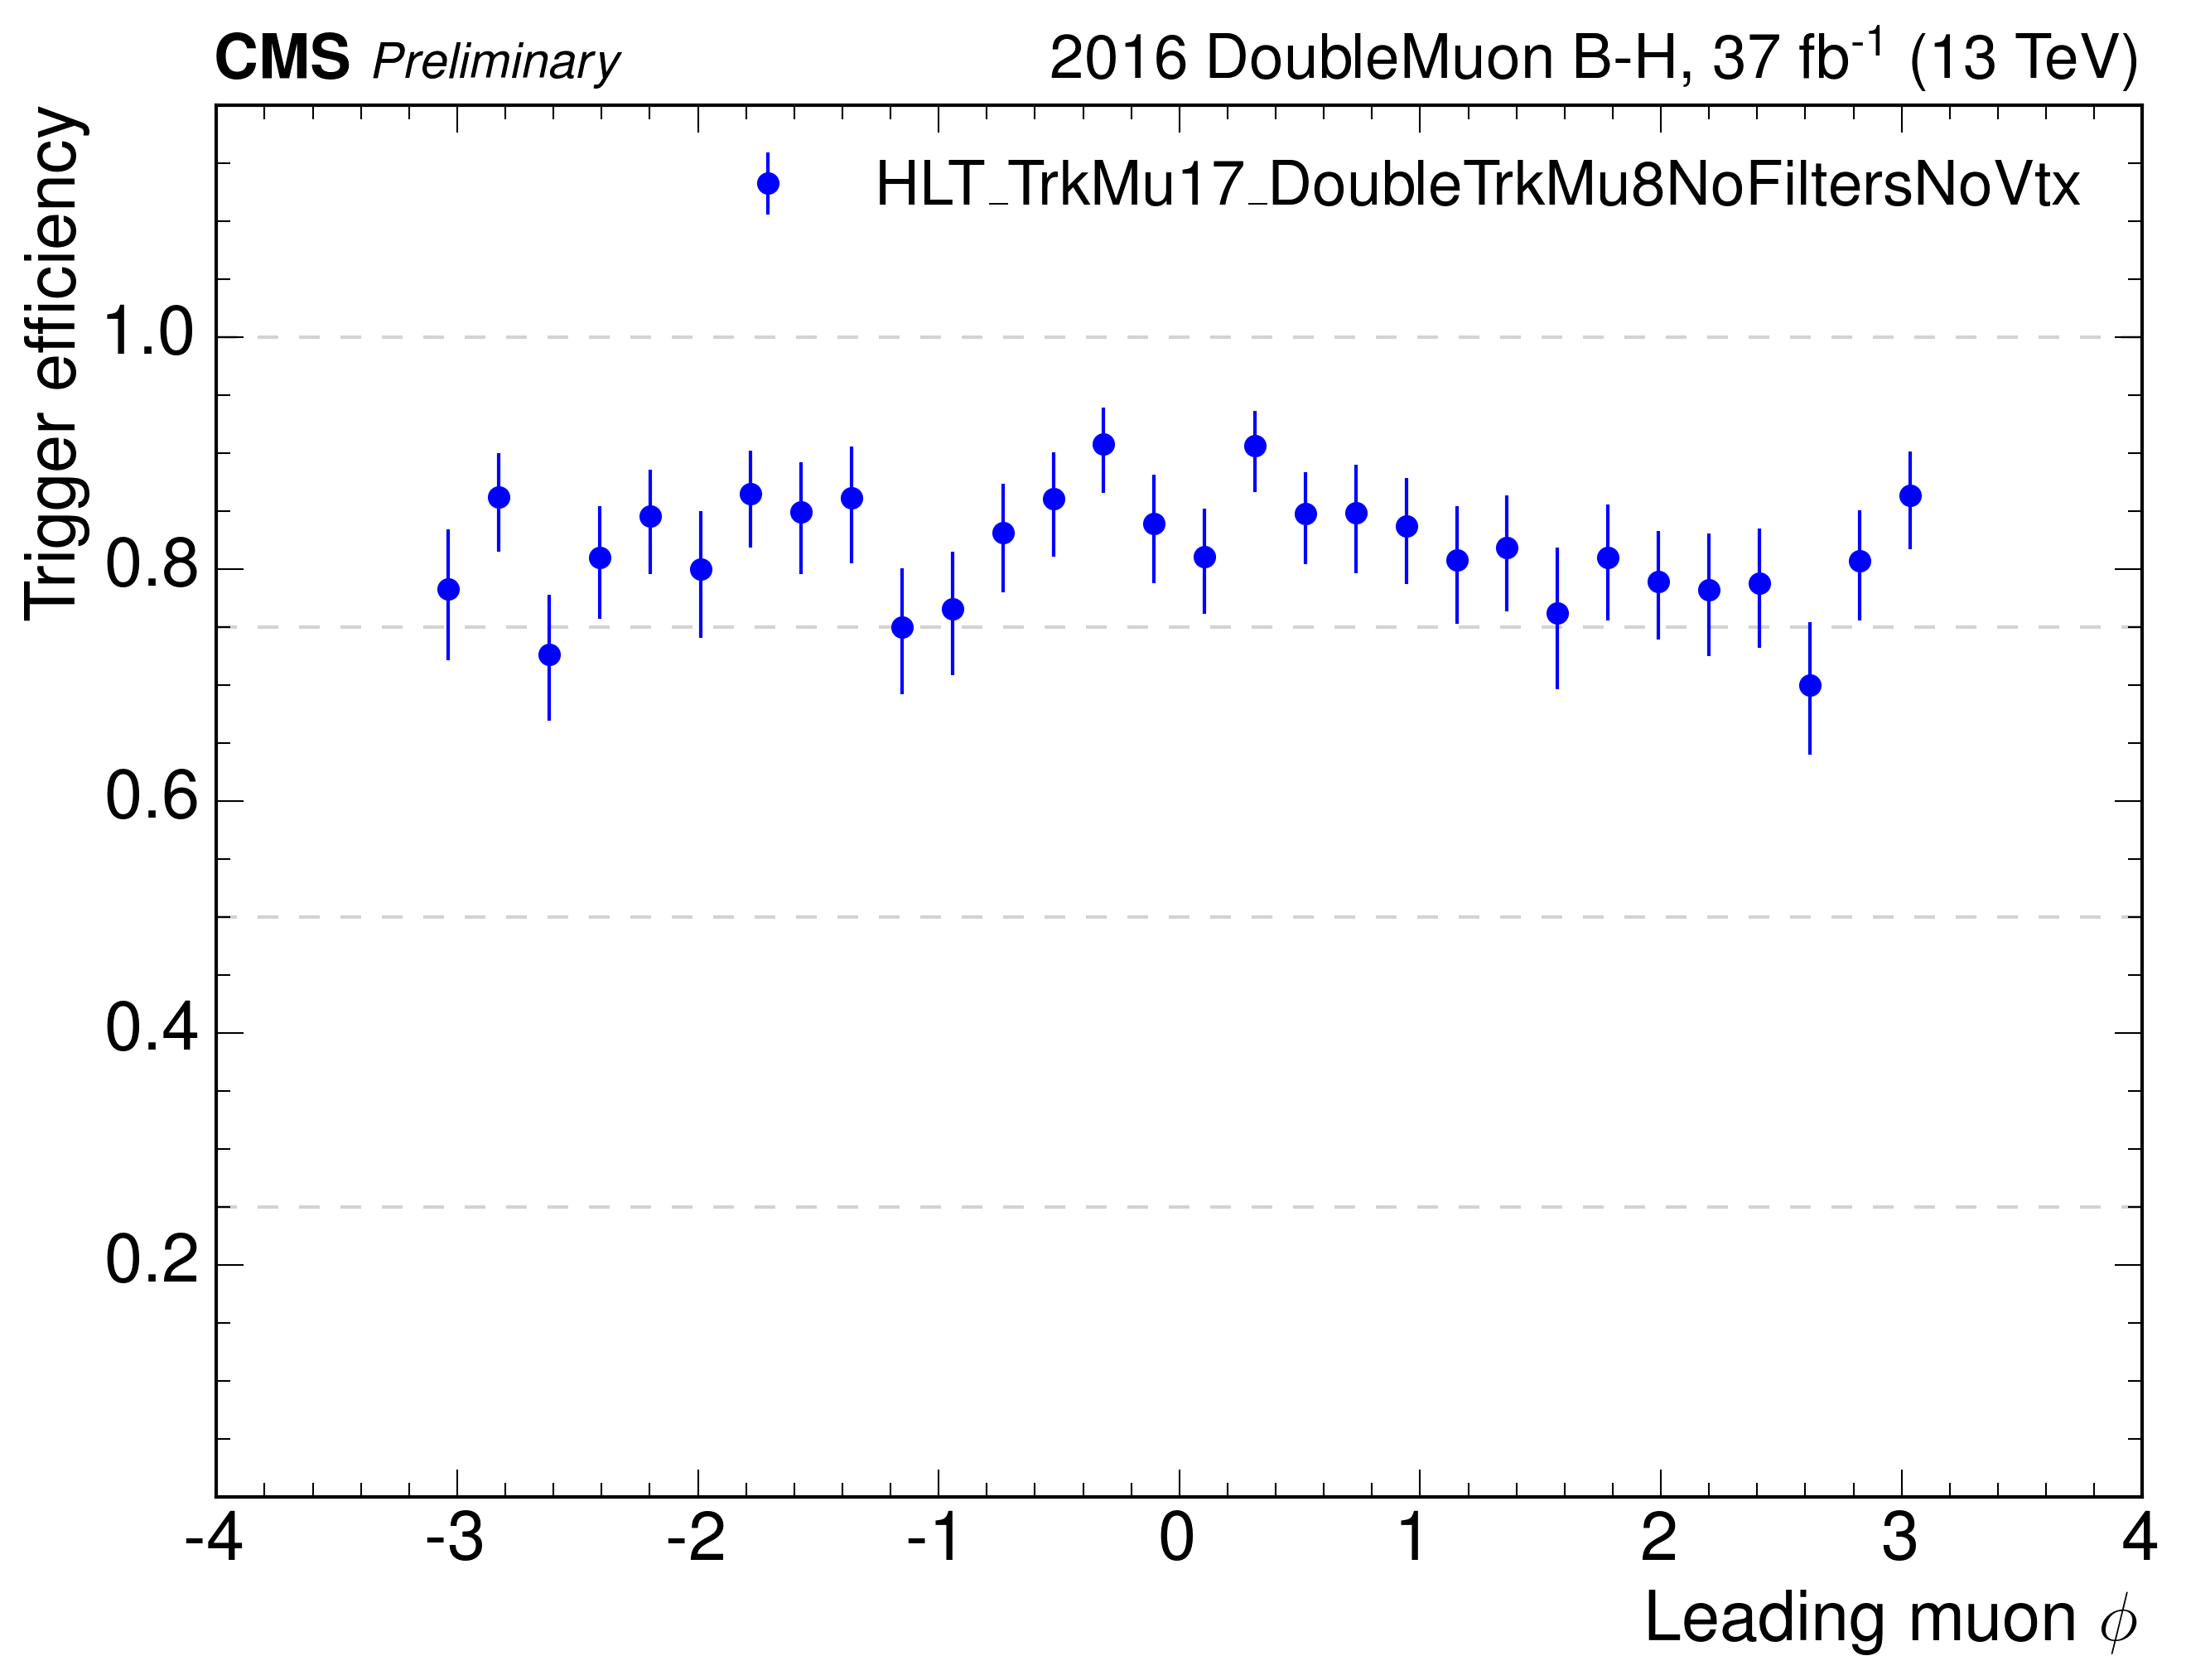 CMS Preliminary 2016 DoubleMuon B-H, 37 fb⁻¹ (13 TeV)
HLT_TrkMu17_DoubleTrkMu8NoFiltersNoVtx
Trigger efficiency
1.0
0.8
0.6
0.4
0.2
-4 -3 -2 -1 0 1 2 3 4
Leading muon ϕ